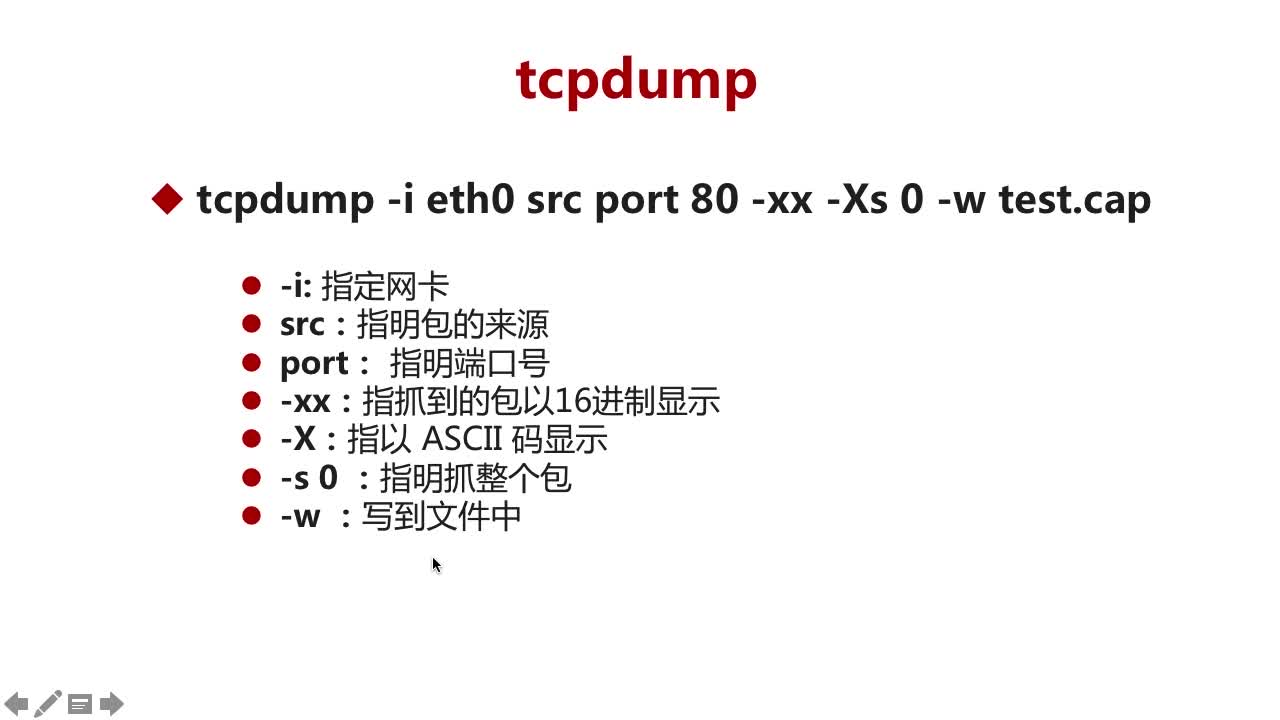 tcpdump
tcpdump -i eth0 src port 80 -xx -Xs 0 -w test.cap
-i: 指定网卡
src：指明包的来源
port： 指明端口号
-xx：指抓到的包以16进制显示
-X：指以 ASCII 码显示
-s 0 ：指明抓整个包
-w ：写到文件中